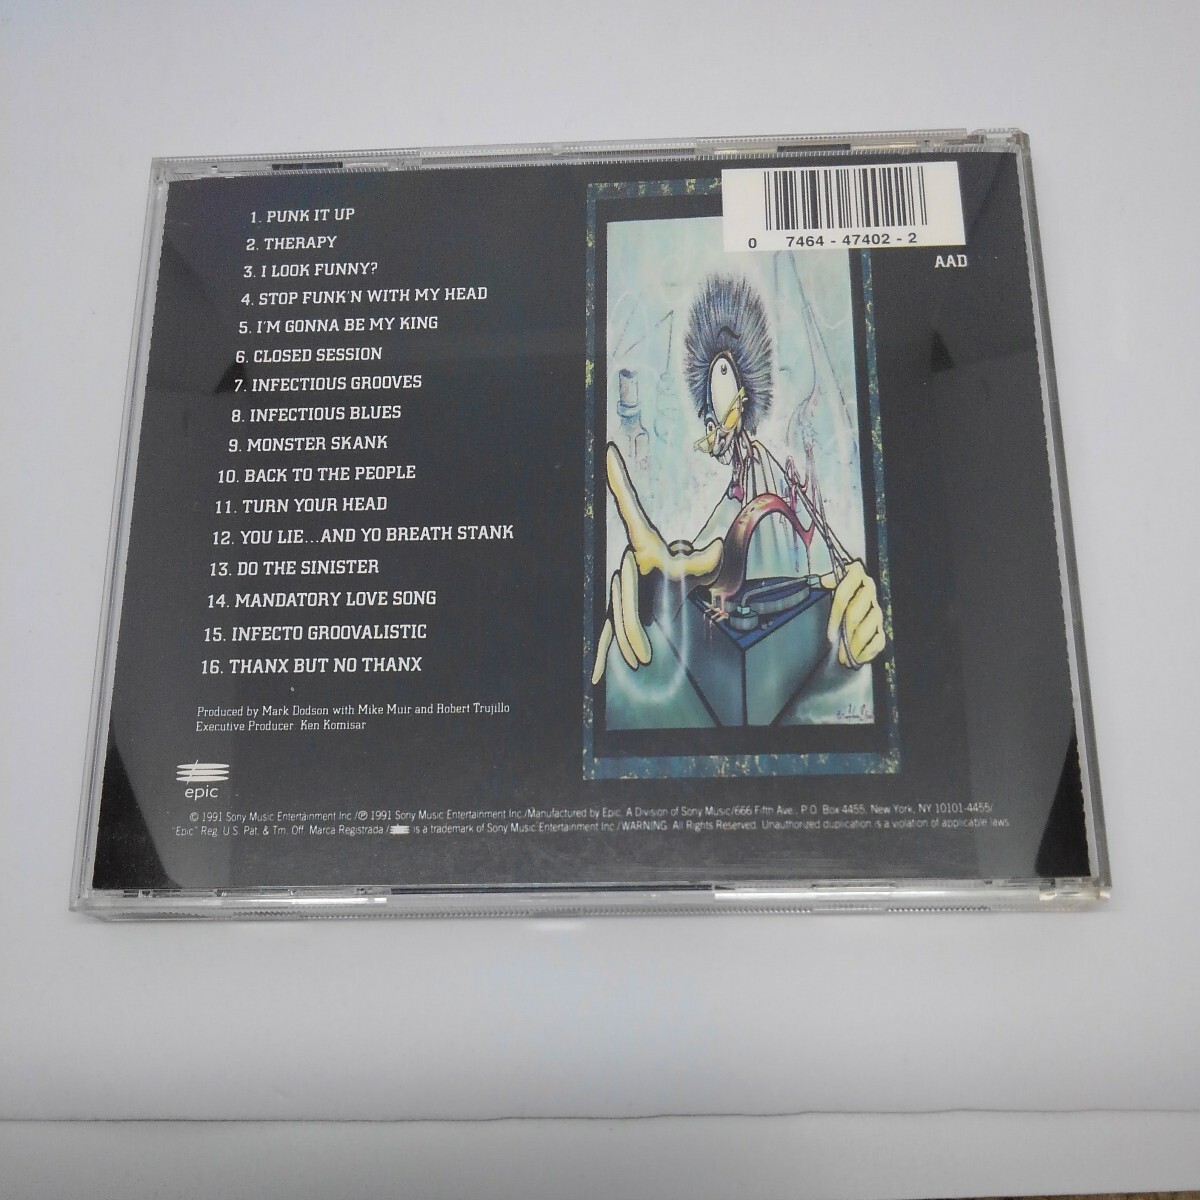 1. PUNK IT UP
2. THERAPY
3. I LOOK FUNNY?
4. STOP FUNK'N WITH MY HEAD
5. I'M GONNA BE MY KING
6. CLOSED SESSION
7. INFECTIOUS GROOVES
8. INFECTIOUS BLUES
9. MONSTER SKANK
10. BACK TO THE PEOPLE
11. TURN YOUR HEAD
12. YOU LIE...AND YO BREATH STANK
13. DO THE SINISTER
14. MANDATORY LOVE SONG
15. INFECTO GROOVALISTIC
16. THANX BUT NO THANX
Produced by Mark Dodson with Mike Muir and Robert Trujillo
Executive Producer: Ken Komisar
epic
© 1991 Sony Music Entertainment Inc./℗ 1991 Sony Music Entertainment Inc./Manufactured by Epic, A Division of Sony Music/666 Fifth Ave., P.O. Box 4455, New York, NY 10101-4455/
"Epic" Reg. U.S. Pat. & Tm. Off. Marca Registrada/ is a trademark of Sony Music Entertainment Inc./WARNING: All Rights Reserved. Unauthorized duplication is a violation of applicable laws.
0 7464-47402-2
AAD